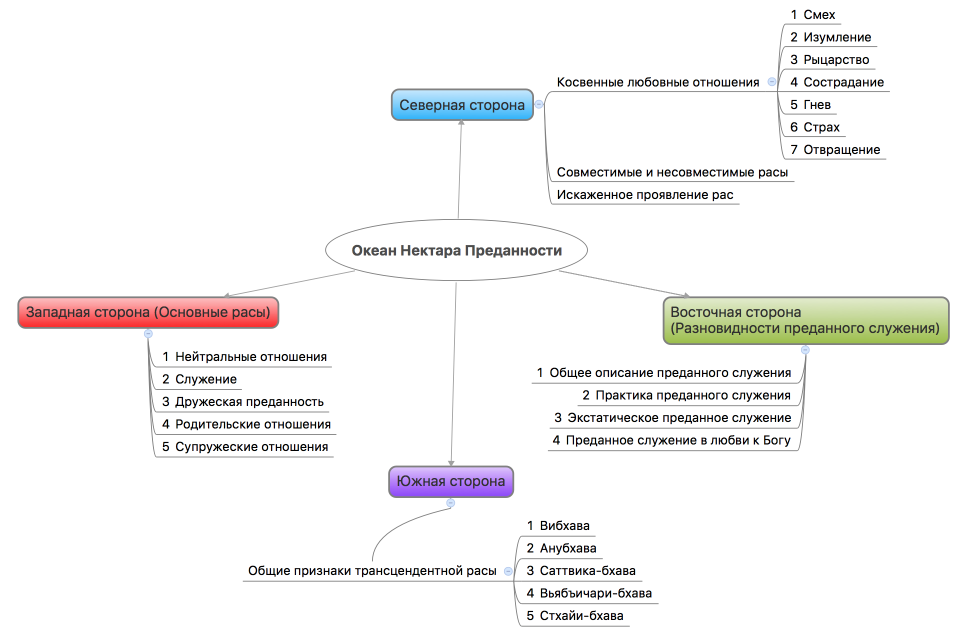 1 Смех
2 Изумление
3 Рыцарство
Косвенные любовные отношения
4 Сострадание
Северная сторона
5 Гнев
6 Страх
7 Отвращение
Совместимые и несовместимые расы
Искаженное проявление рас
Океан Нектара Преданности
Западная сторона (Основные расы)
1 Нейтральные отношения
2 Служение
3 Дружеская преданность
4 Родительские отношения
5 Супружеские отношения
Восточная сторона
(Разновидности преданного служения)
1 Общее описание преданного служения
2 Практика преданного служения
3 Экстатическое преданное служение
4 Преданное служение в любви к Богу
Южная сторона
Общие признаки трансцендентной расы
1 Вибхава
2 Анубхава
3 Саттвика-бхава
4 Вьябъичари-бхава
5 Стхайи-бхава